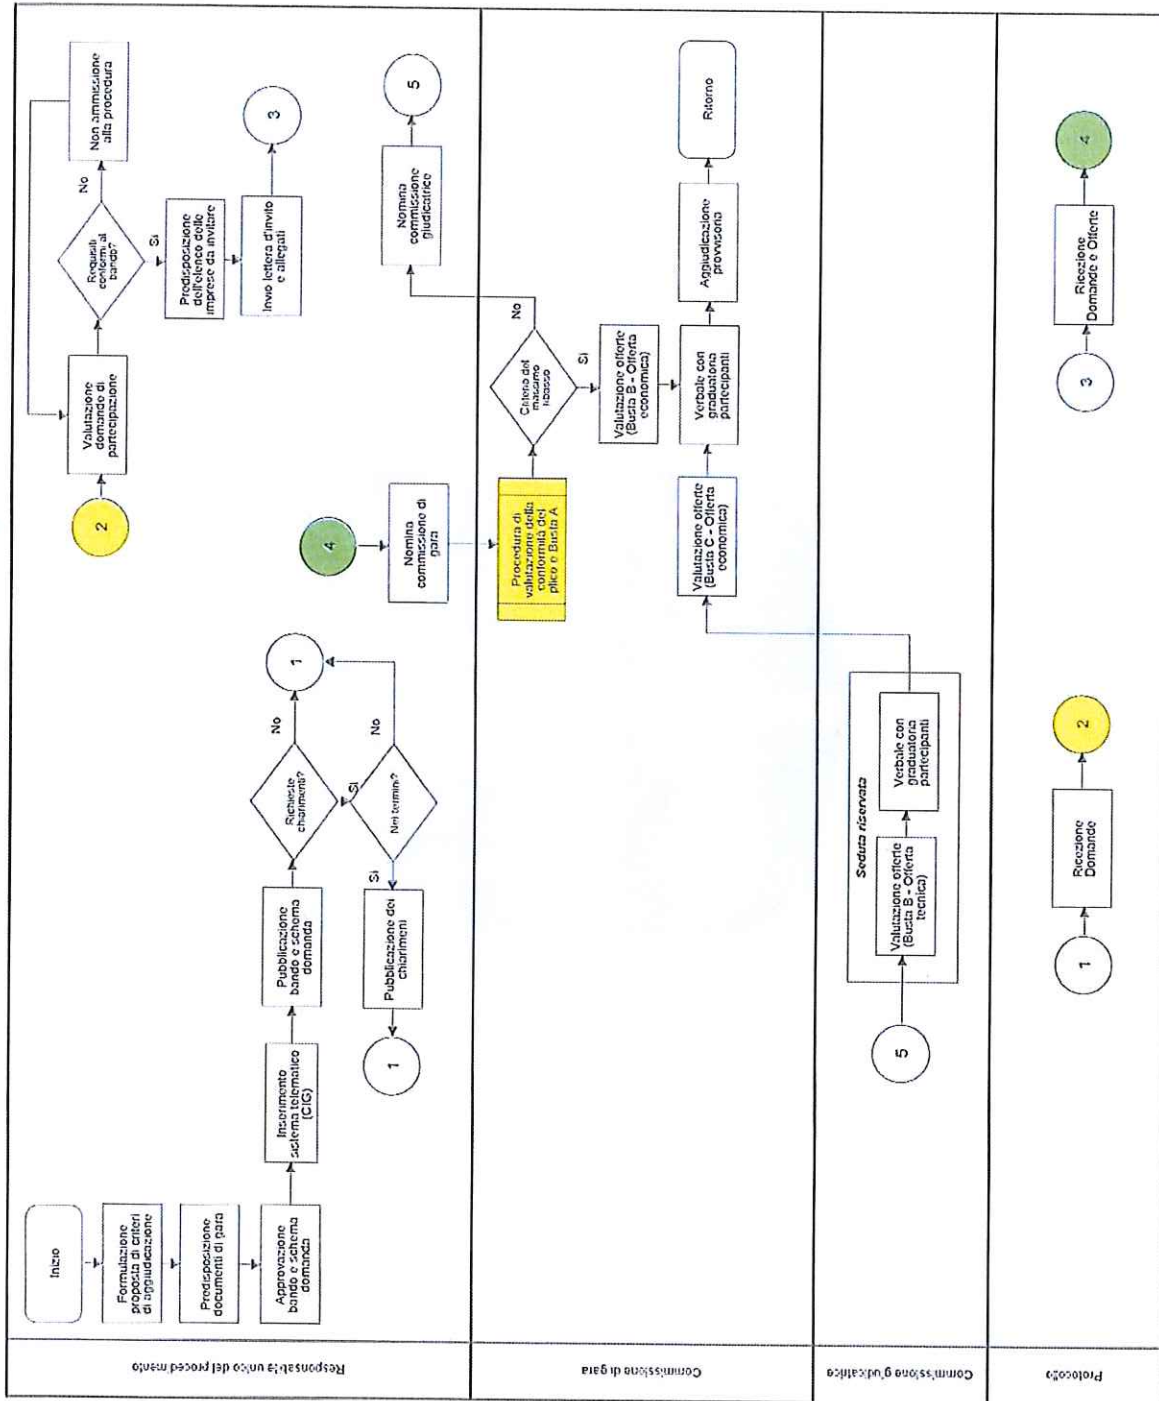 Responsabile unico del procedimento
Inizio
Formulazione
proposta di criteri
di aggiudicazione
Predisposizione
documenti di gara
Approvazione
bando e schema
domanda
Inserimento
sistema telematico
(CIG)
Pubblicazione
bando e schema
domanda
Richieste
chiarimenti?
No
Si
1
Nei termini?
No
Si
Pubblicazione dei
chiarimeni
1
2
Valutazione
domande di
partecipazione
Requisiti
conformi al
bando?
No
Non ammissione
alla procedura
Si
Predisposizione
dell'elenco delle
imprese da invitare
Invio lettera d'invito
e allegati
3
4
Nomina
commissione di
gara
Nomina
commissione
giudicatrice
5
Commissione di gara
Procedura di
valutazione della
conformità del
plico e Busta A
Criterio del
massimo
ribasso
No
Si
Valutazione offerte
(Busta B - Offerta
economica)
Valutazione offerte
(Busta C - Offerta
economica)
Verbale con
graduatoria
partecipanti
Aggiudicazione
provvisoria
Ritorno
Commissione giudicatrice
5
Seduta riservata
Valutazione offerte
(Busta B - Offerta
tecnica)
Verbale con
graduatoria
partecipanti
Protocollo
1
Ricezione
Domande
2
3
Ricezione
Domande e Offerte
4